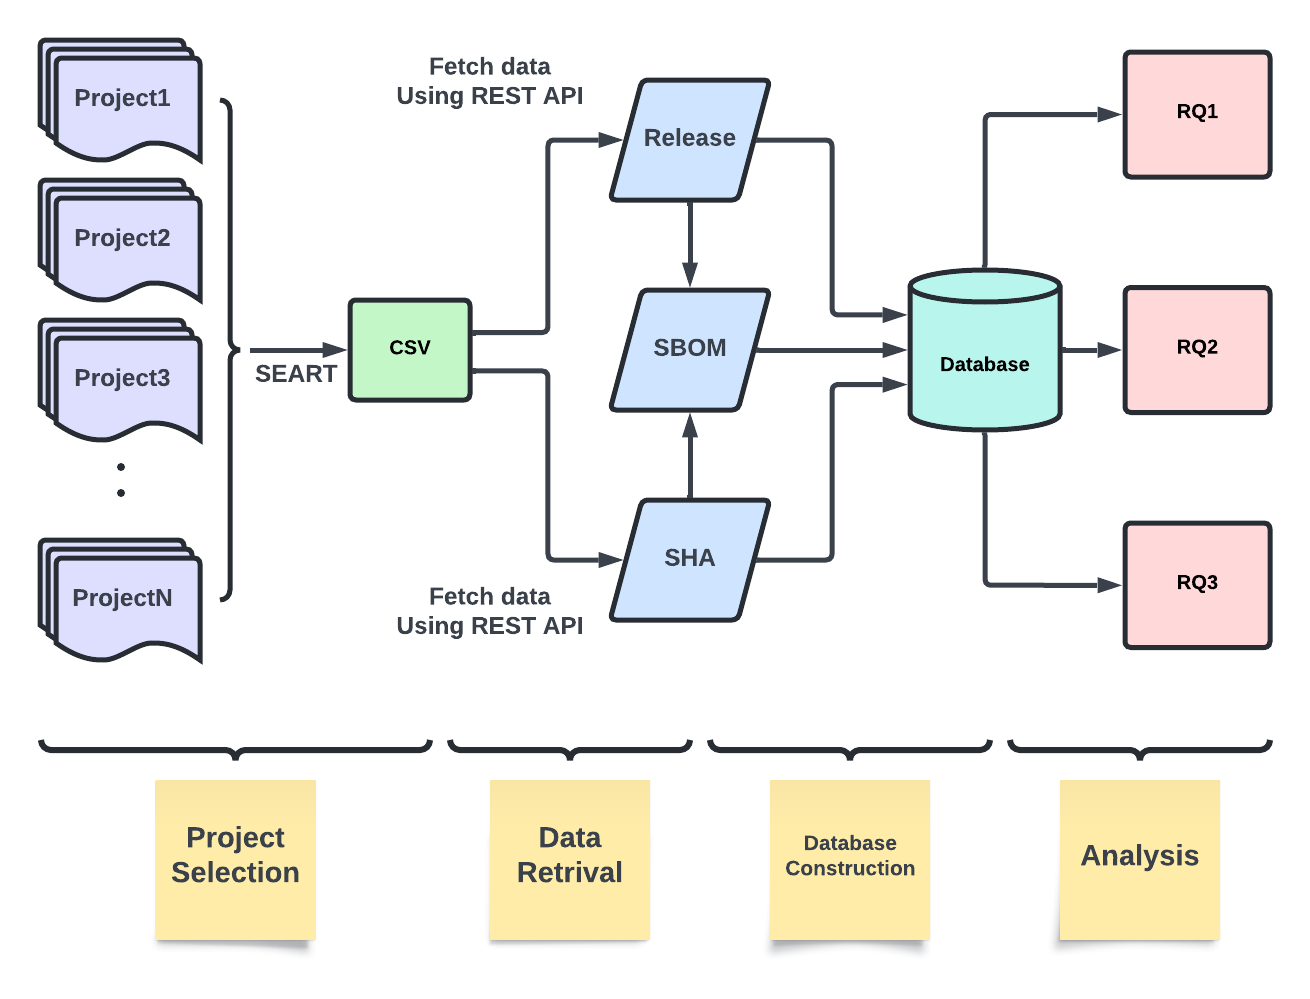 Project1
Project2
Project3
ProjectN
SEART
CSV
Fetch data
Using REST API
Fetch data
Using REST API
Release
SBOM
SHA
Database
RQ1
RQ2
RQ3
Project
Selection
Data
Retrival
Database
Construction
Analysis